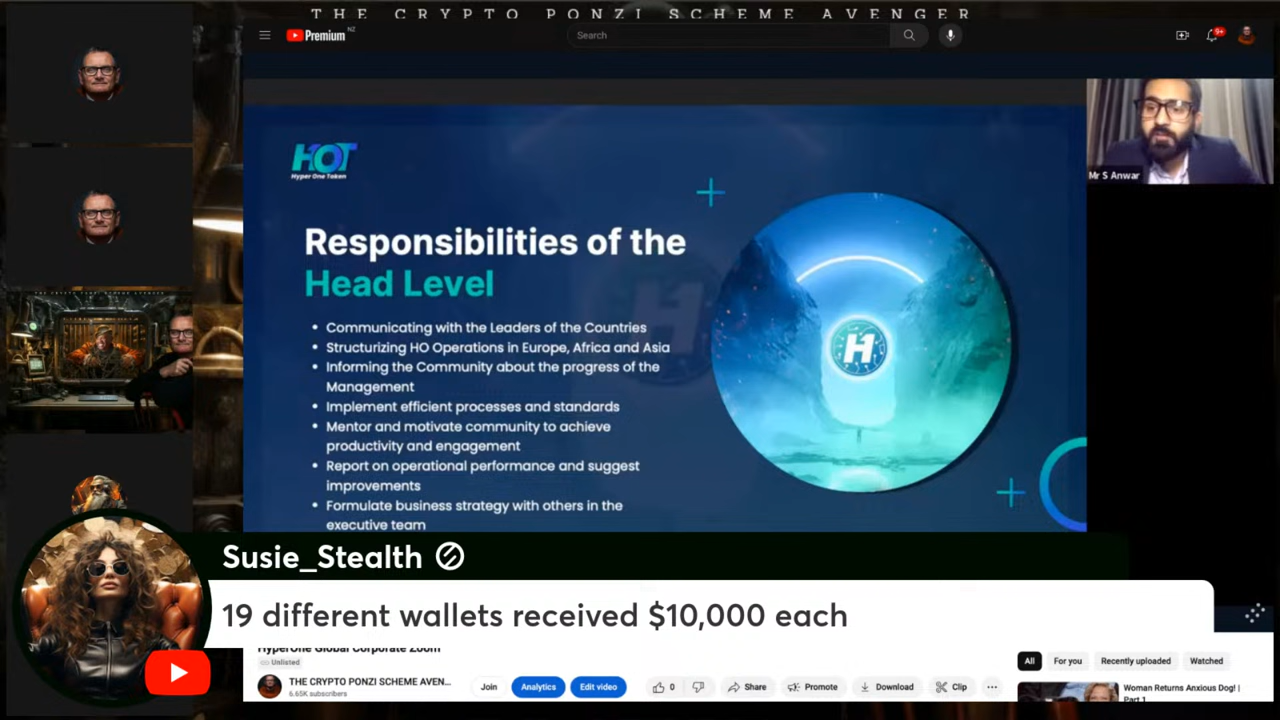 THE CRYPTO PONZI SCHEME AVENGER
Premium NZ
Search
9+
HOT
Hyper One Token
Mr S Anwar
Responsibilities of the
Head Level
• Communicating with the Leaders of the Countries
• Structurizing HO Operations in Europe, Africa and Asia
• Informing the Community about the progress of the
Management
• Implement efficient processes and standards
• Mentor and motivate community to achieve
productivity and engagement
• Report on operational performance and suggest
improvements
• Formulate business strategy with others in the
executive team
Susie_Stealth
19 different wallets received $10,000 each
HyperOne Global Corporate Zoom
Unlisted
THE CRYPTO PONZI SCHEME AVEN...
6.65K subscribers
Join
Analytics
Edit video
0
Share
Promote
Download
Clip
All
For you
Recently uploaded
Watched
Woman Returns Anxious Dog! |
Part 1